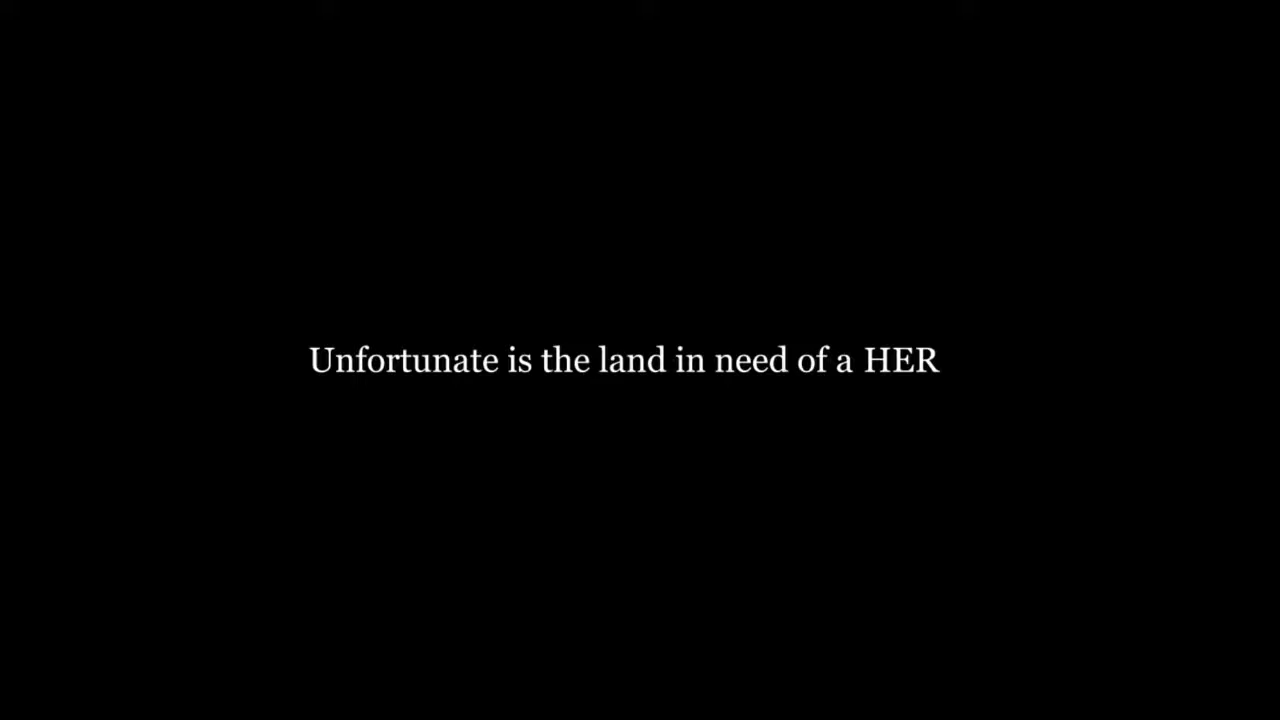 Unfortunate is the land in need of a HER